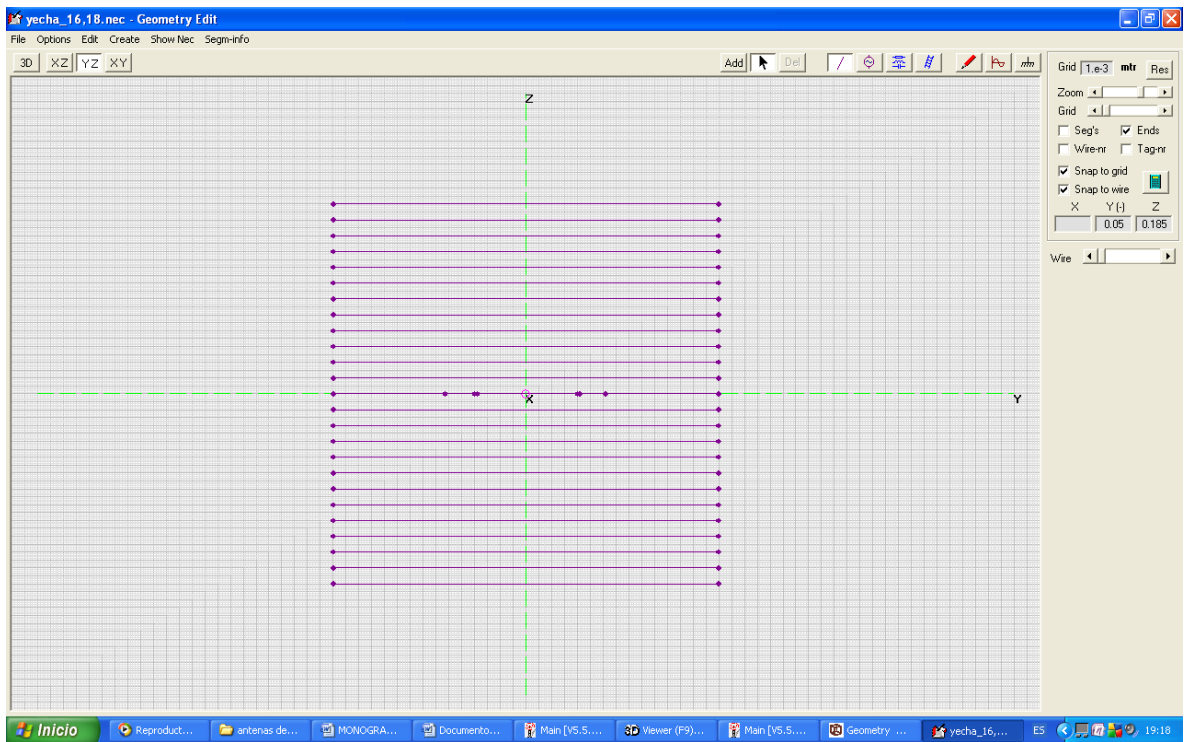 yecha_16,18.nec - Geometry Edit
File Options Edit Create Show Nec Segm-info
3D XZ YZ XY Add Del
Grid 1.e-3 mtr Res
Zoom
Grid
Seg's Ends
Wire-nr Tag-nr
Snap to grid
Snap to wire
X Y (-) Z
0.05 0.185
Wire
Z
X
Y
Inicio Reproduct... antenas de... MONOGRA... Documento... Main [V5.5.... 3D Viewer (F9)... Main [V5.5.... Geometry ... yecha_16,... ES 19:18